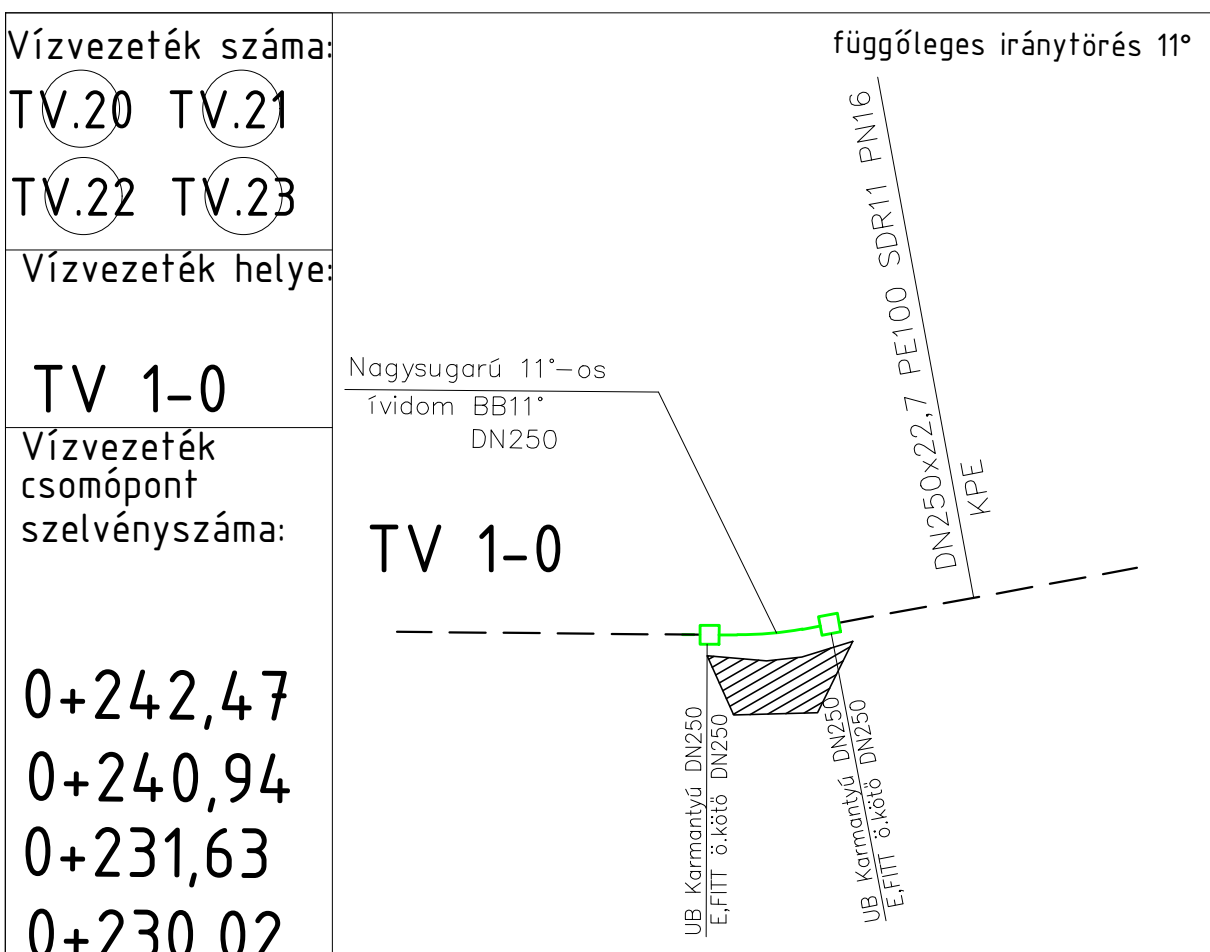 Vízvezeték száma:
TV.20 TV.21
TV.22 TV.23
Vízvezeték helye:
TV 1-0
Vízvezeték
csomópont
szelvényszáma:
0+242,47
0+240,94
0+231,63
0+230,02
függőleges iránytörés 11°
Nagysugarú 11°-os
ívidom BB11°
DN250
TV 1-0
DN250x22,7 PE100 SDR11 PN16
KPE
UB Karmantyú DN250
E,FITT ö.kötő DN250
UB Karmantyú DN250
E,FITT ö.kötő DN250